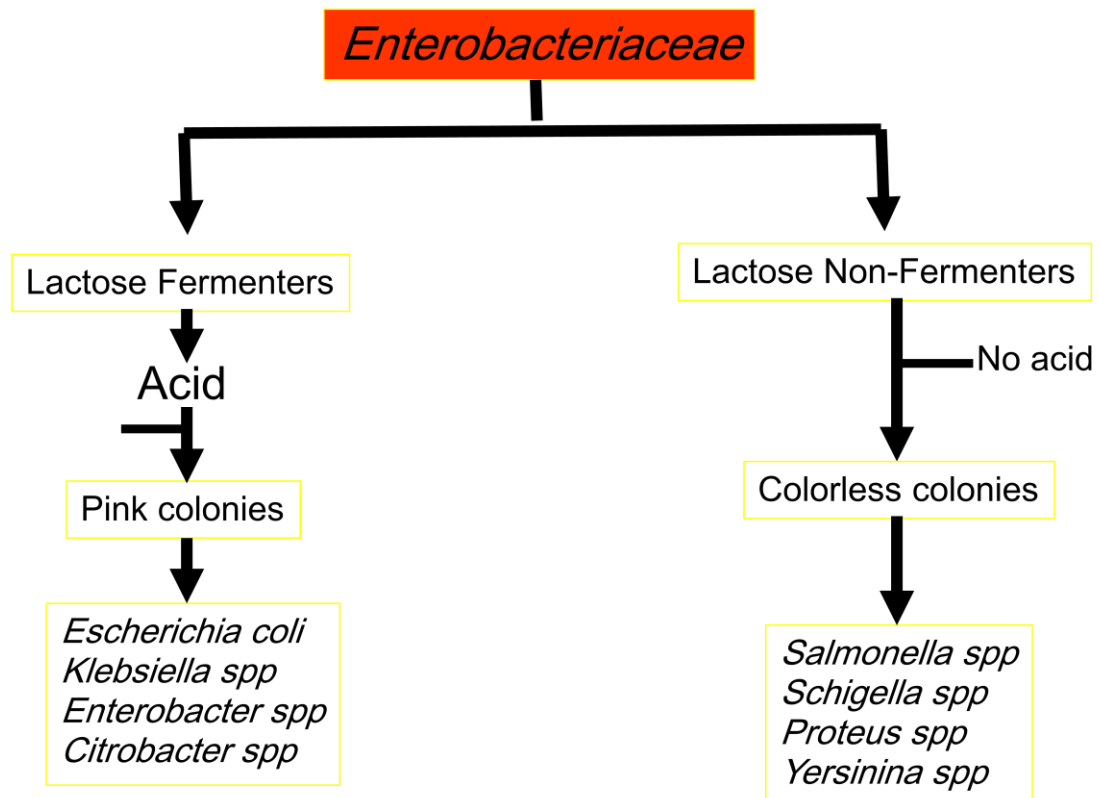 Enterobacteriaceae
Lactose Fermenters
Acid
Pink colonies
Escherichia coli
Klebsiella spp
Enterobacter spp
Citrobacter spp
Lactose Non-Fermenters
No acid
Colorless colonies
Salmonella spp
Schigella spp
Proteus spp
Yersinina spp